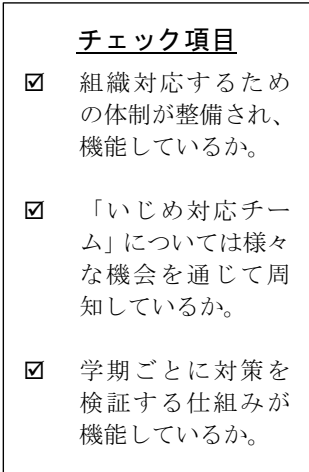 チェック項目
☑ 組織対応するため
の体制が整備され、
機能しているか。
☑ 「いじめ対応チー
ム」については様々
な機会を通じて周
知しているか。
☑ 学期ごとに対策を
検証する仕組みが
機能しているか。